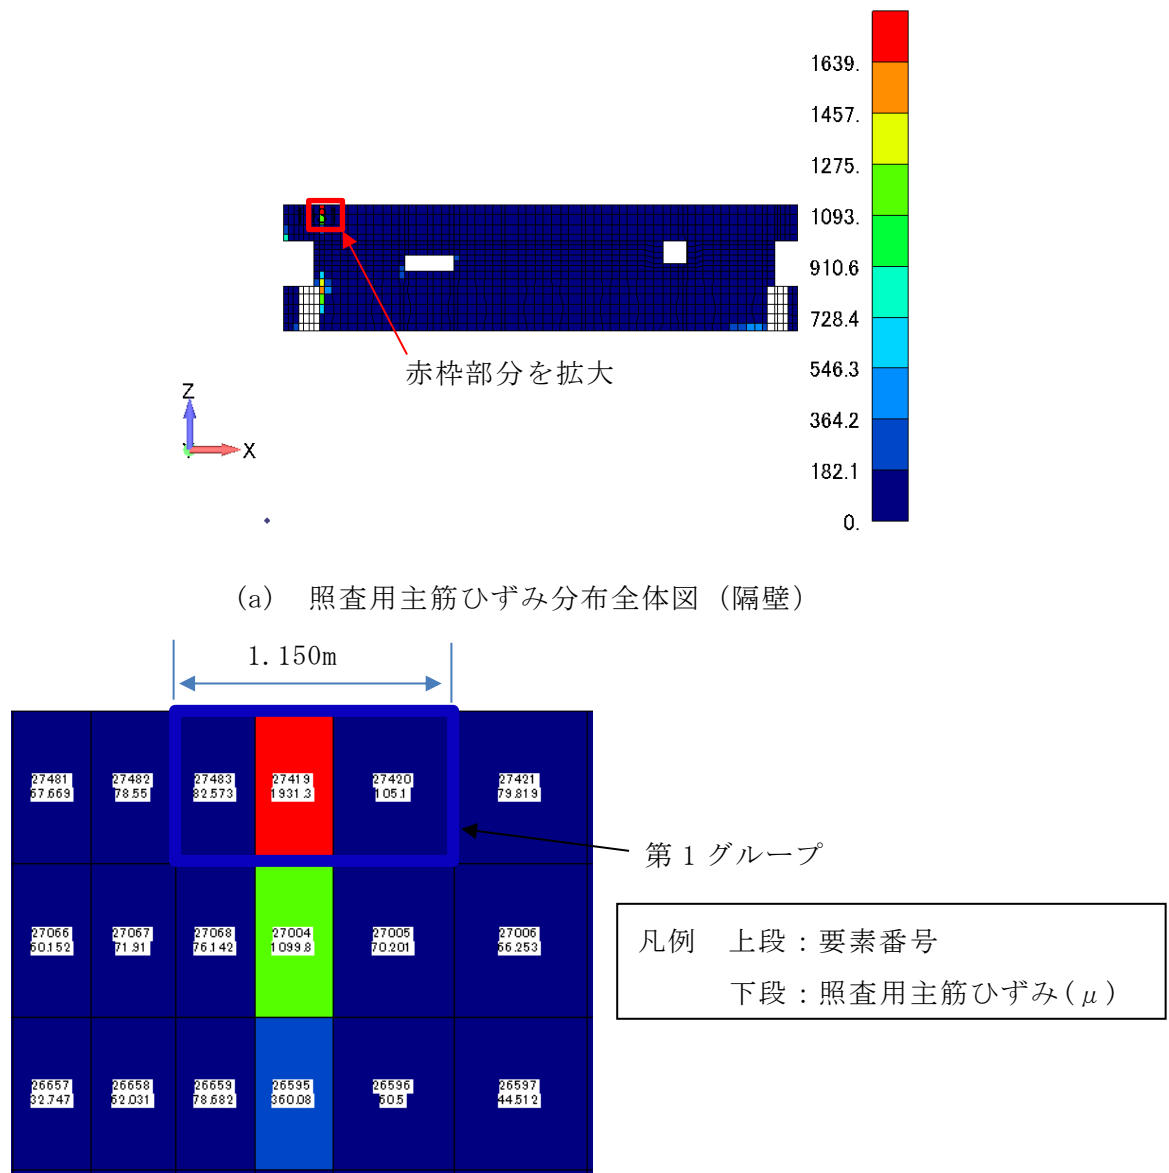 1639.
1457.
1275.
1093.
910.6
728.4
546.3
364.2
182.1
0.
赤枠部分を拡大
Z
X
(a) 照査用主筋ひずみ分布全体図（隔壁）
1.150m
27481 27482 27483 27419 27420 27421
67.669 78.55 82.573 1931.3 105.1 79.819
第1グループ
27066 27067 27068 27004 27005 27006
60.152 71.91 76.142 1099.8 70.201 66.253
凡例 上段：要素番号
下段：照査用主筋ひずみ(μ)
26657 26658 26659 26595 26596 26597
32.747 52.031 78.682 360.08 60.5 44.512